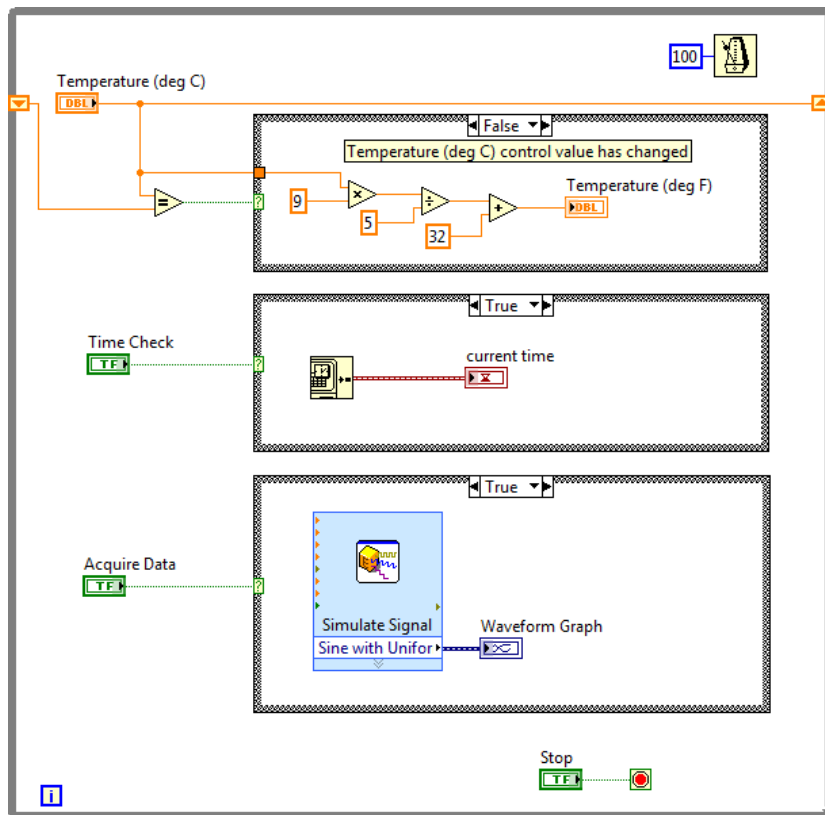 100
Temperature (deg C)
DBL
False
Temperature (deg C) control value has changed
Temperature (deg F)
=
?
9
×
÷
5
+
32
DBL
True
Time Check
TF
?
current time
True
Acquire Data
TF
?
Simulate Signal
Sine with Unifor
Waveform Graph
Stop
TF
i